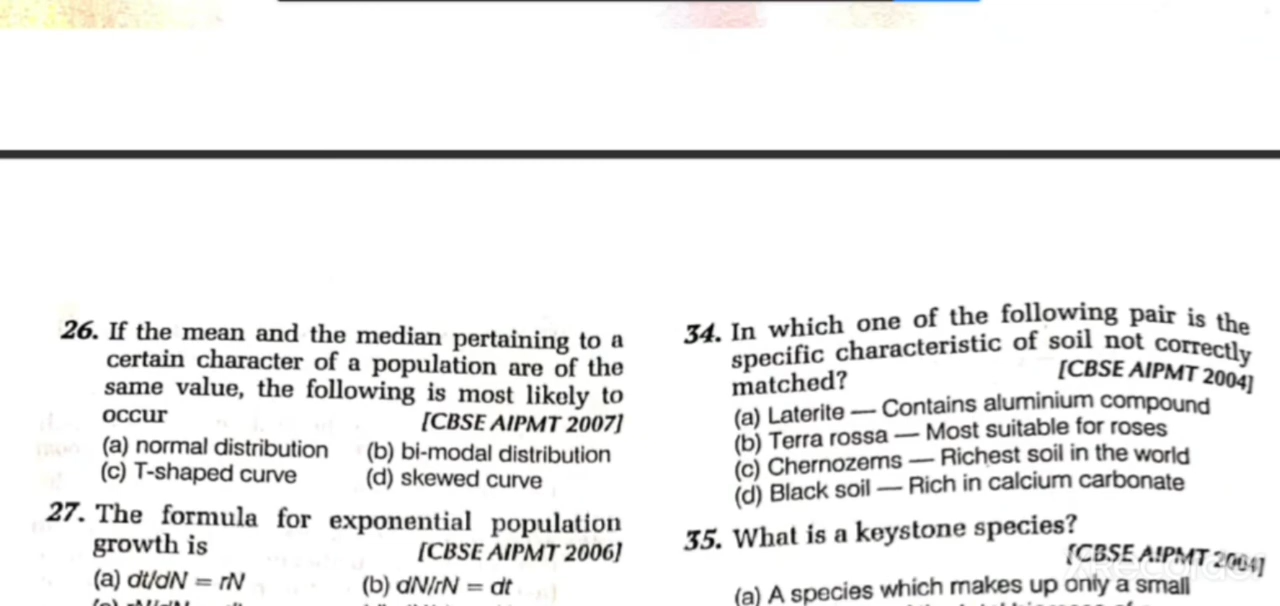 26. If the mean and the median pertaining to a
certain character of a population are of the
same value, the following is most likely to
occur [CBSE AIPMT 2007]
(a) normal distribution (b) bi-modal distribution
(c) T-shaped curve (d) skewed curve
27. The formula for exponential population
growth is [CBSE AIPMT 2006]
(a) dt/dN = rN (b) dN/rN = dt
34. In which one of the following pair is the
specific characteristic of soil not correctly
matched? [CBSE AIPMT 2004]
(a) Laterite — Contains aluminium compound
(b) Terra rossa — Most suitable for roses
(c) Chernozems — Richest soil in the world
(d) Black soil — Rich in calcium carbonate
35. What is a keystone species?
[CBSE AIPMT 2004]
(a) A species which makes up only a small